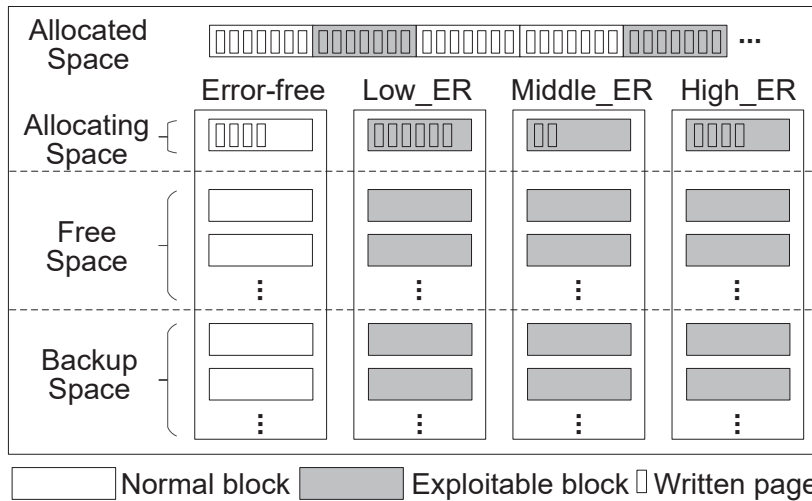 Allocated
Space
...
Error-free Low_ER Middle_ER High_ER
Allocating
Space
Free
Space
Backup
Space
Normal block Exploitable block Written page